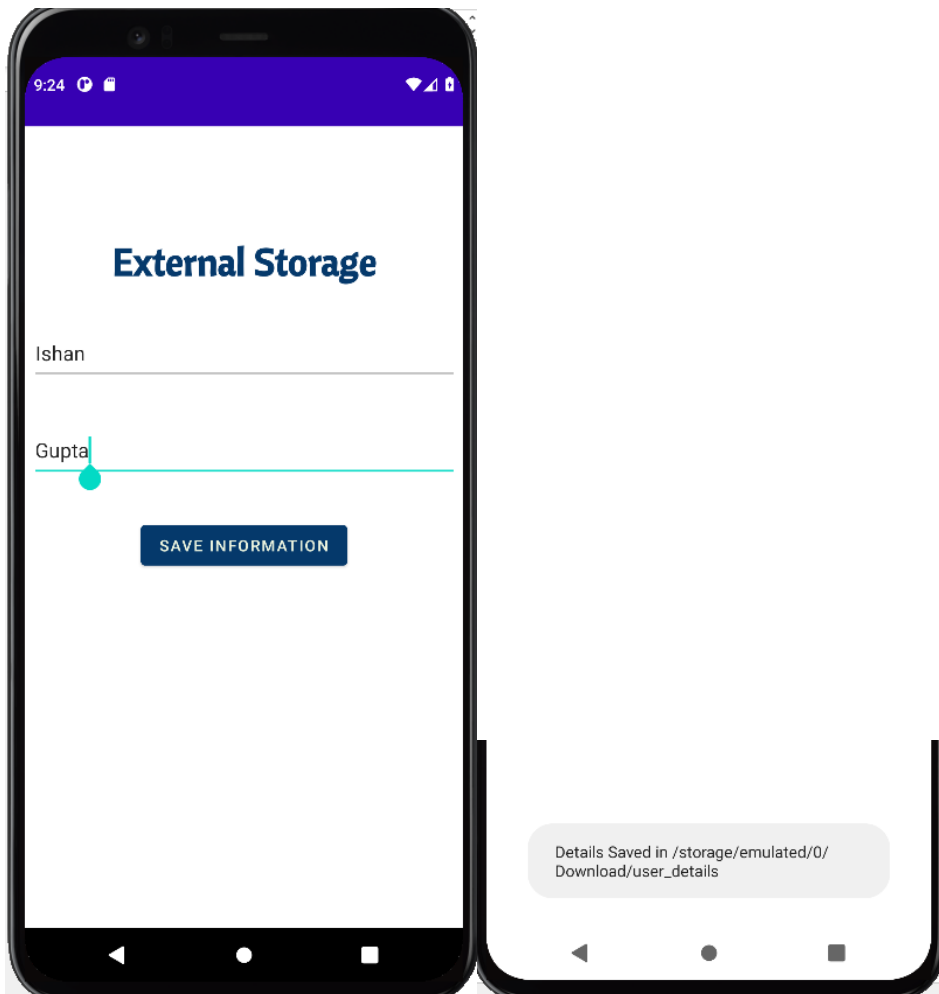 9:24
External Storage
Ishan
Gupta
SAVE INFORMATION
Details Saved in /storage/emulated/0/
Download/user_details